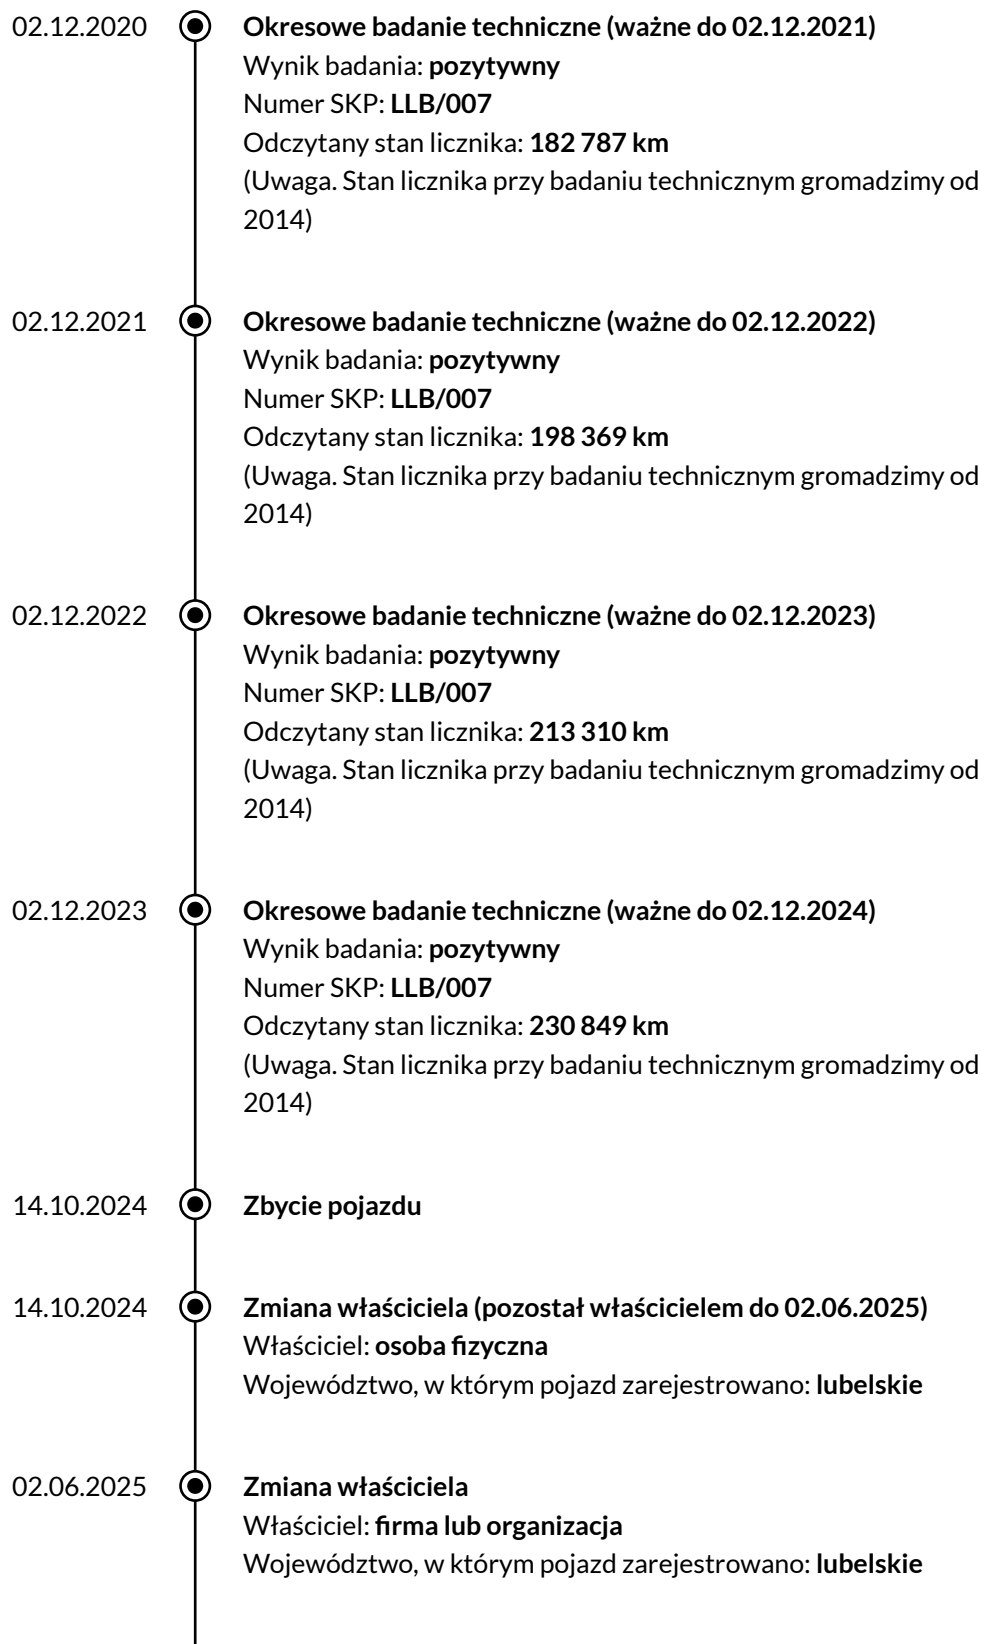 02.12.2020 Okresowe badanie techniczne (ważne do 02.12.2021)
Wynik badania: pozytywny
Numer SKP: LLB/007
Odczytany stan licznika: 182 787 km
(Uwaga. Stan licznika przy badaniu technicznym gromadzimy od
2014)
02.12.2021 Okresowe badanie techniczne (ważne do 02.12.2022)
Wynik badania: pozytywny
Numer SKP: LLB/007
Odczytany stan licznika: 198 369 km
(Uwaga. Stan licznika przy badaniu technicznym gromadzimy od
2014)
02.12.2022 Okresowe badanie techniczne (ważne do 02.12.2023)
Wynik badania: pozytywny
Numer SKP: LLB/007
Odczytany stan licznika: 213 310 km
(Uwaga. Stan licznika przy badaniu technicznym gromadzimy od
2014)
02.12.2023 Okresowe badanie techniczne (ważne do 02.12.2024)
Wynik badania: pozytywny
Numer SKP: LLB/007
Odczytany stan licznika: 230 849 km
(Uwaga. Stan licznika przy badaniu technicznym gromadzimy od
2014)
14.10.2024 Zbycie pojazdu
14.10.2024 Zmiana właściciela (pozostał właścicielem do 02.06.2025)
Właściciel: osoba fizyczna
Województwo, w którym pojazd zarejestrowano: lubelskie
02.06.2025 Zmiana właściciela
Właściciel: firma lub organizacja
Województwo, w którym pojazd zarejestrowano: lubelskie